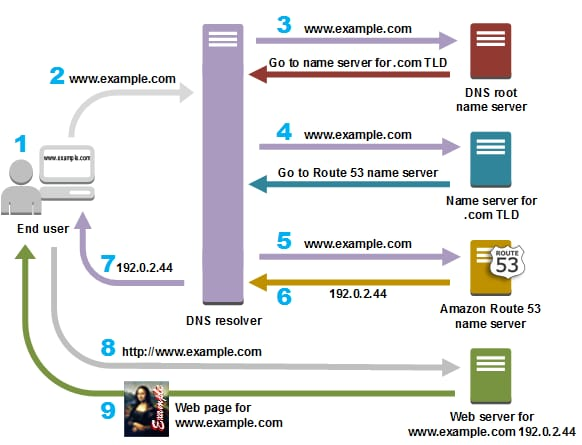 3 www.example.com
Go to name server for .com TLD
DNS root
name server
2 www.example.com
1
www.example.com
End user
4 www.example.com
Go to Route 53 name server
Name server for
.com TLD
5 www.example.com
ROUTE
53
6 192.0.2.44
Amazon Route 53
name server
7 192.0.2.44
DNS resolver
8 http://www.example.com
9
Example
Web page for
www.example.com
Web server for
www.example.com 192.0.2.44